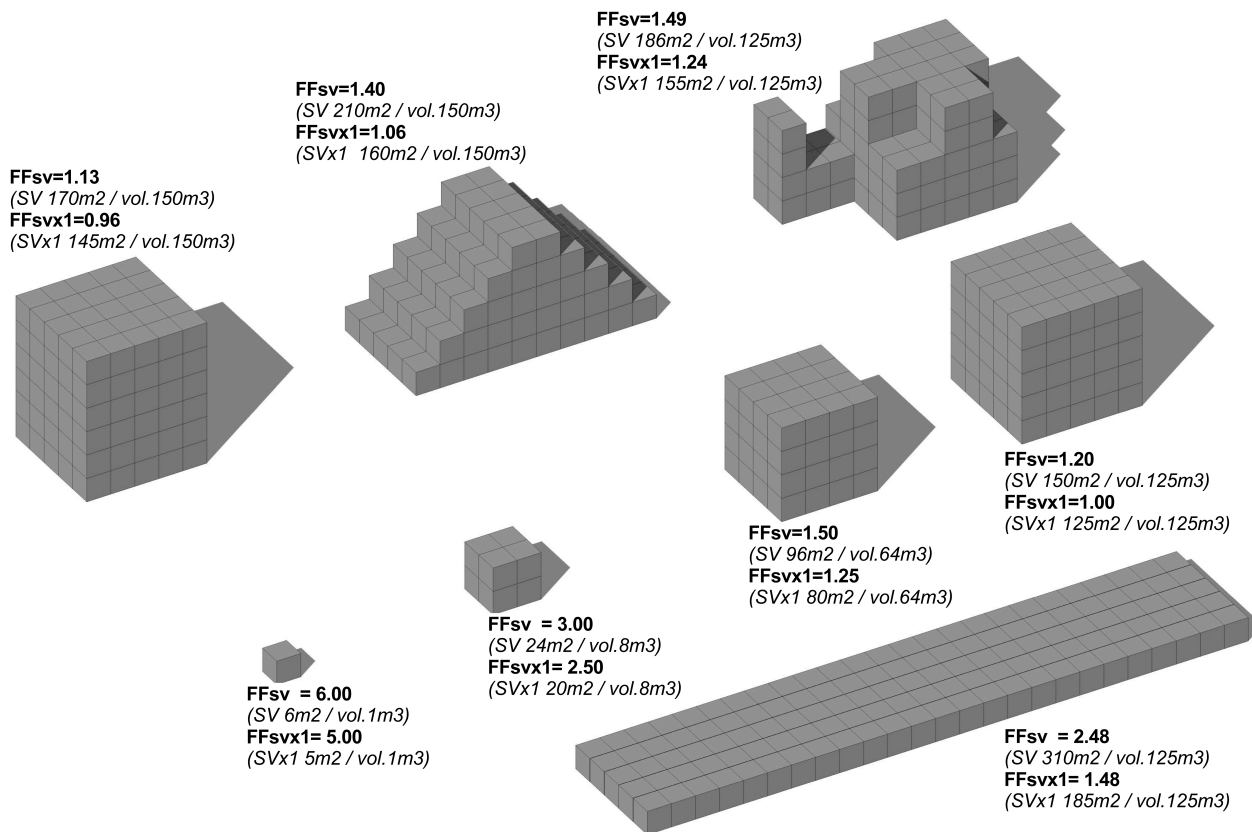 FFsv=1.49
(SV 186m2 / vol.125m3)
FFsvx1=1.24
(SVx1 155m2 / vol.125m3)
FFsv=1.40
(SV 210m2 / vol.150m3)
FFsvx1=1.06
(SVx1  160m2 / vol.150m3)
FFsv=1.13
(SV 170m2 / vol.150m3)
FFsvx1=0.96
(SVx1 145m2 / vol.150m3)
FFsv=1.20
(SV 150m2 / vol.125m3)
FFsvx1=1.00
(SVx1 125m2 / vol.125m3)
FFsv=1.50
(SV 96m2 / vol.64m3)
FFsvx1=1.25
(SVx1 80m2 / vol.64m3)
FFsv  = 3.00
(SV 24m2 / vol.8m3)
FFsvx1= 2.50
(SVx1 20m2 / vol.8m3)
FFsv  = 6.00
(SV 6m2 / vol.1m3)
FFsvx1= 5.00
(SVx1 5m2 / vol.1m3)
FFsv  = 2.48
(SV 310m2 / vol.125m3)
FFsvx1= 1.48
(SVx1 185m2 / vol.125m3)